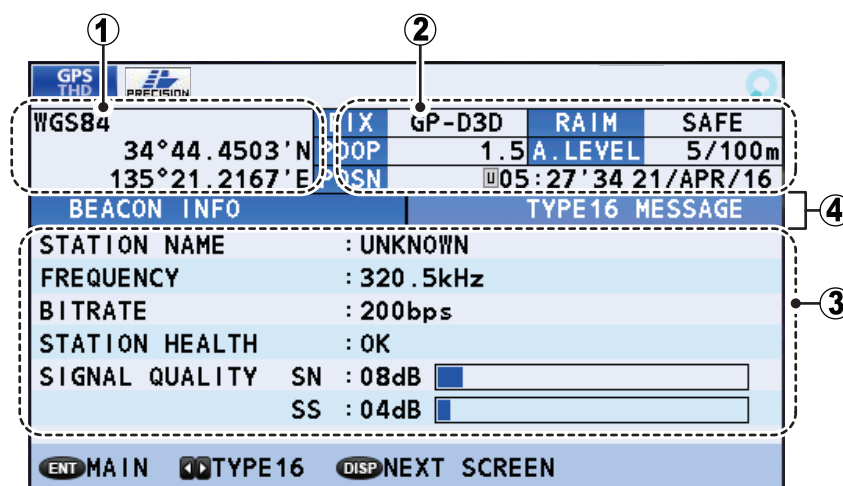 1 2
GPS THD PRECISION
WGS84 FIX GP-D3D RAIM SAFE
34°44.4503'N PDOP 1.5 A.LEVEL 5/100m
135°21.2167'E POSN U05:27'34 21/APR/16
BEACON INFO TYPE16 MESSAGE 4
STATION NAME :UNKNOWN
FREQUENCY :320.5kHz 3
BITRATE :200bps
STATION HEALTH :OK
SIGNAL QUALITY SN :08dB
SS :04dB
ENT MAIN ◀▶ TYPE16 DISP NEXT SCREEN